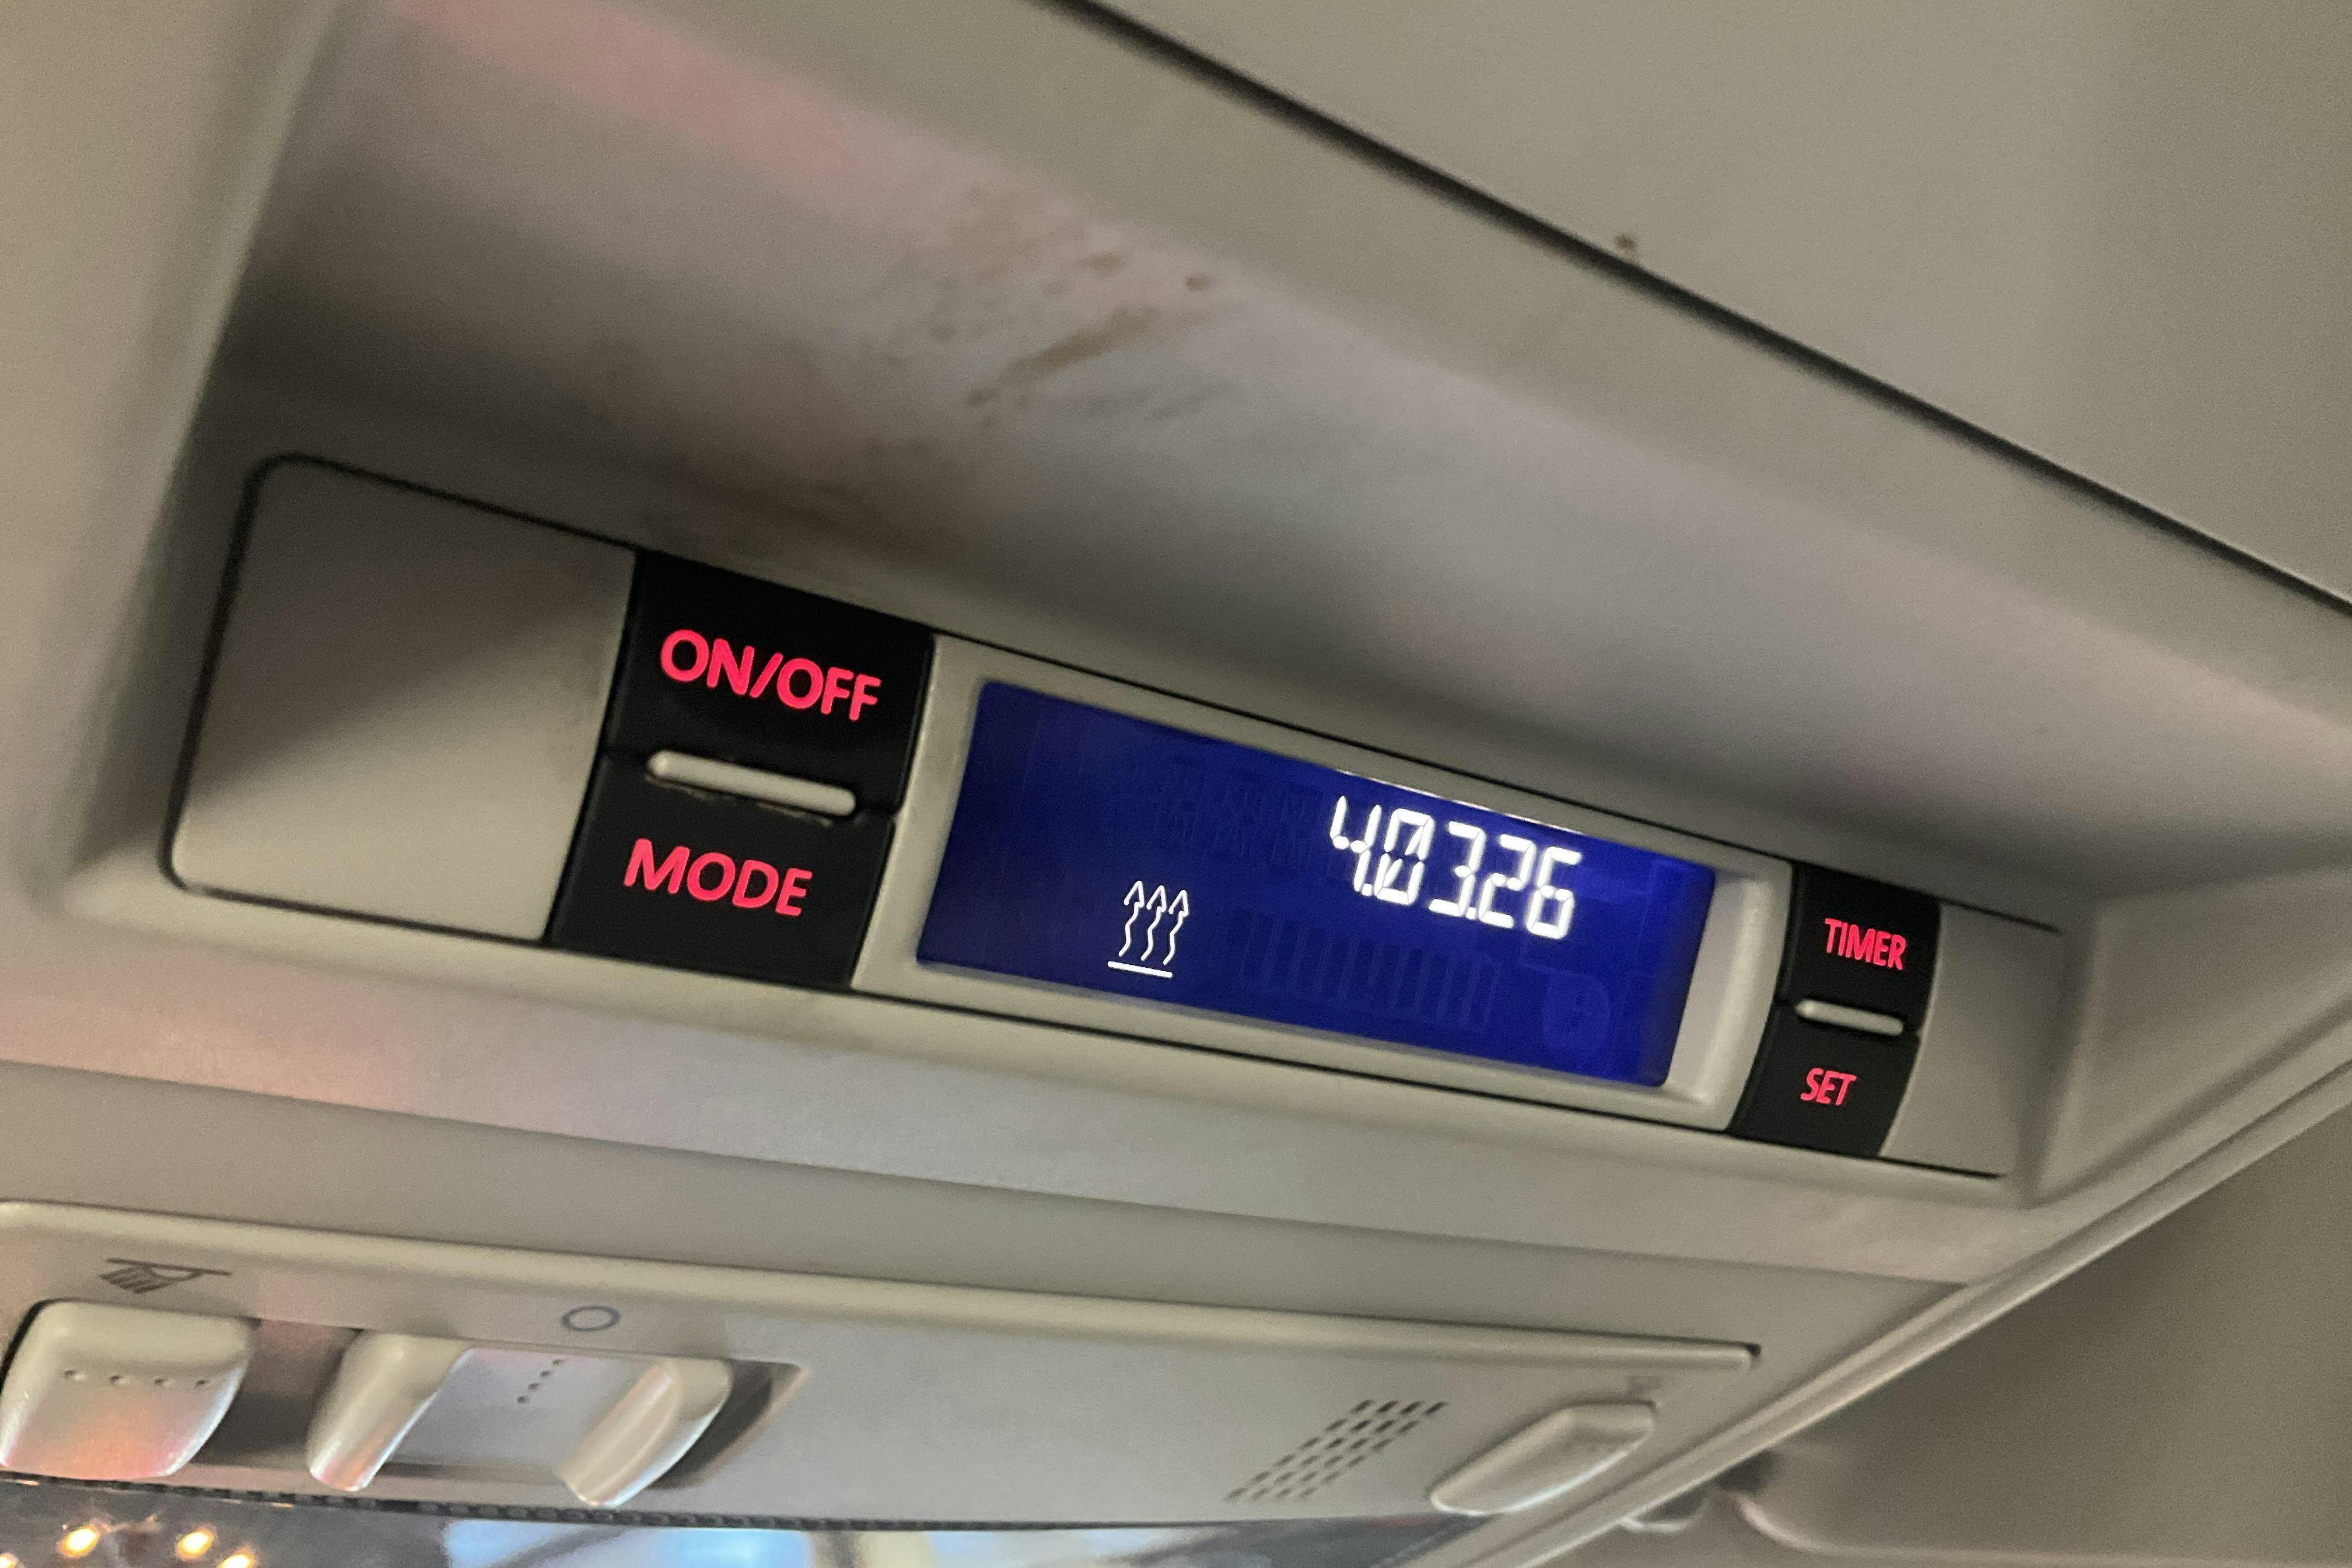 ON/OFF
MODE
4.03.26
TIMER
SET